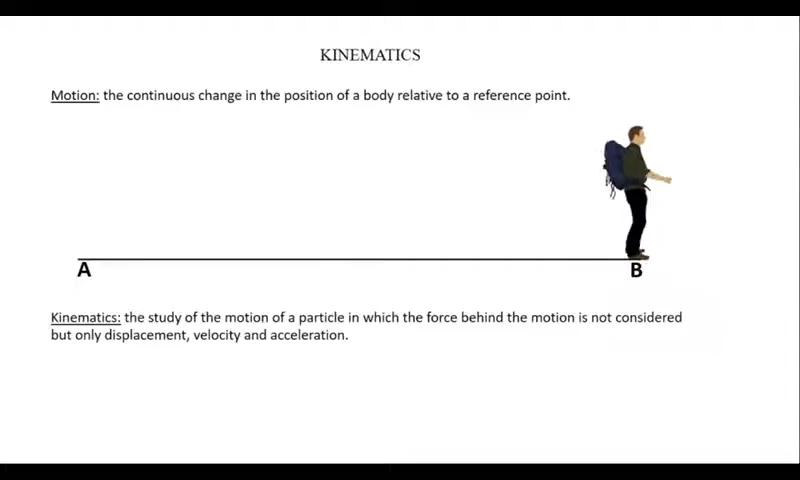 KINEMATICS
Motion: the continuous change in the position of a body relative to a reference point.
A
B
Kinematics: the study of the motion of a particle in which the force behind the motion is not considered
but only displacement, velocity and acceleration.